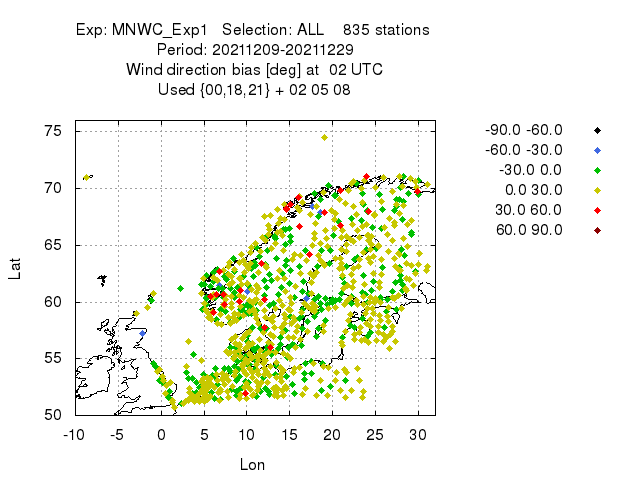 Exp: MNWC_Exp1 Selection: ALL 835 stations
Period: 20211209-20211229
Wind direction bias [deg] at 02 UTC
Used {00,18,21} + 02 05 08
75
70
65
60
55
50
Lat
-10 -5 0 5 10 15 20 25 30
Lon
-90.0 -60.0
-60.0 -30.0
-30.0 0.0
0.0 30.0
30.0 60.0
60.0 90.0